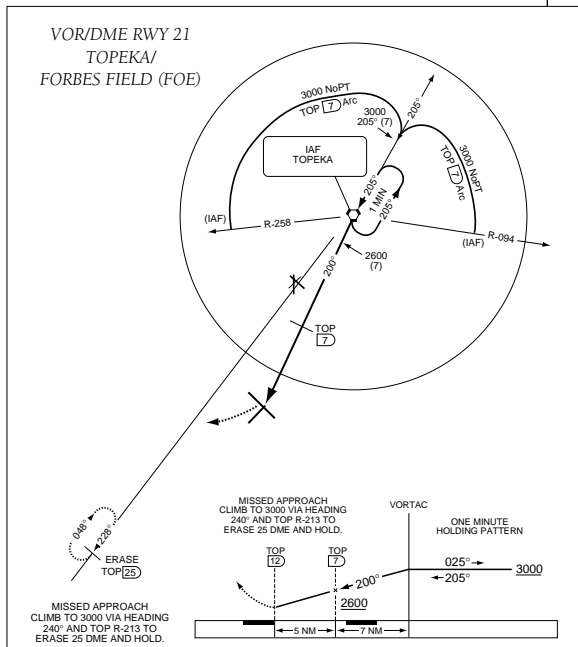 VOR/DME RWY 21
TOPEKA/
FORBES FIELD (FOE)
3000 NoPT
TOP 7 Arc
3000
205° (7)
205°
3000 NoPT
TOP 7 Arc
IAF
TOPEKA
205°
1 MIN
205°
(IAF)
R-258
(IAF)
R-094
2600
(7)
200°
TOP
7
048°
228°
ERASE
TOP 25
MISSED APPROACH
CLIMB TO 3000 VIA HEADING
240° AND TOP R-213 TO
ERASE 25 DME AND HOLD.
MISSED APPROACH
CLIMB TO 3000 VIA HEADING
240° AND TOP R-213 TO
ERASE 25 DME AND HOLD.
VORTAC
ONE MINUTE
HOLDING PATTERN
TOP
12
TOP
7
025°
205°
3000
200°
2600
5 NM
7 NM